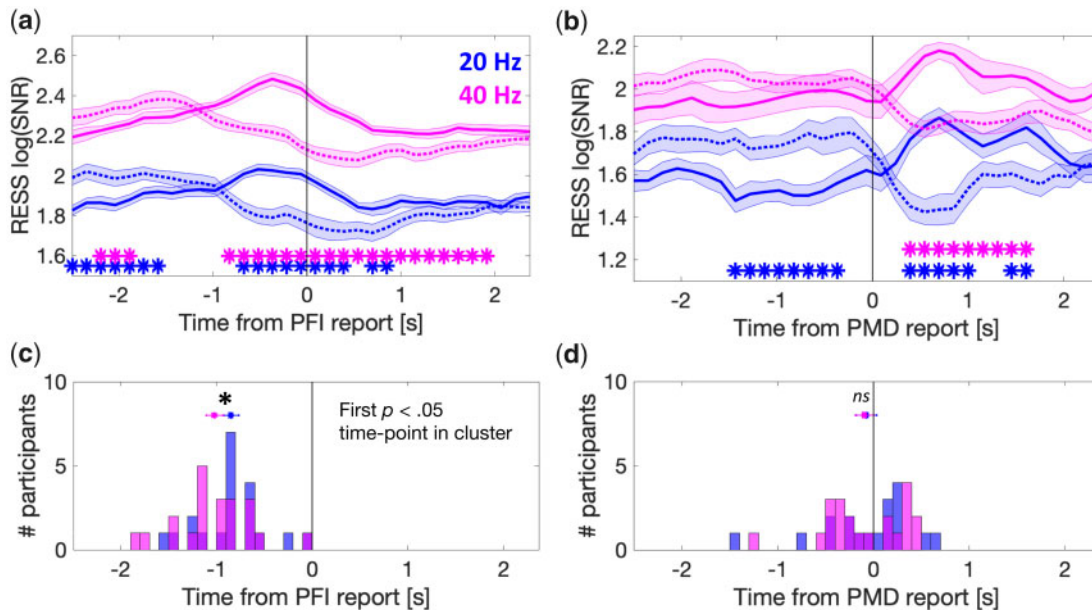 (a)
2.6
2.4
2.2
2
1.8
1.6
RESS log(SNR)
20 Hz
40 Hz
-2
-1
0
1
2
Time from PFI report [s]
(b)
2.2
2.0
1.8
1.6
1.4
1.2
RESS log(SNR)
-2
-1
0
1
2
Time from PMD report [s]
(c)
10
5
0
# participants
*
First p < .05
time-point in cluster
-2
-1
0
1
2
Time from PFI report [s]
(d)
10
5
0
# participants
ns
-2
-1
0
1
2
Time from PMD report [s]